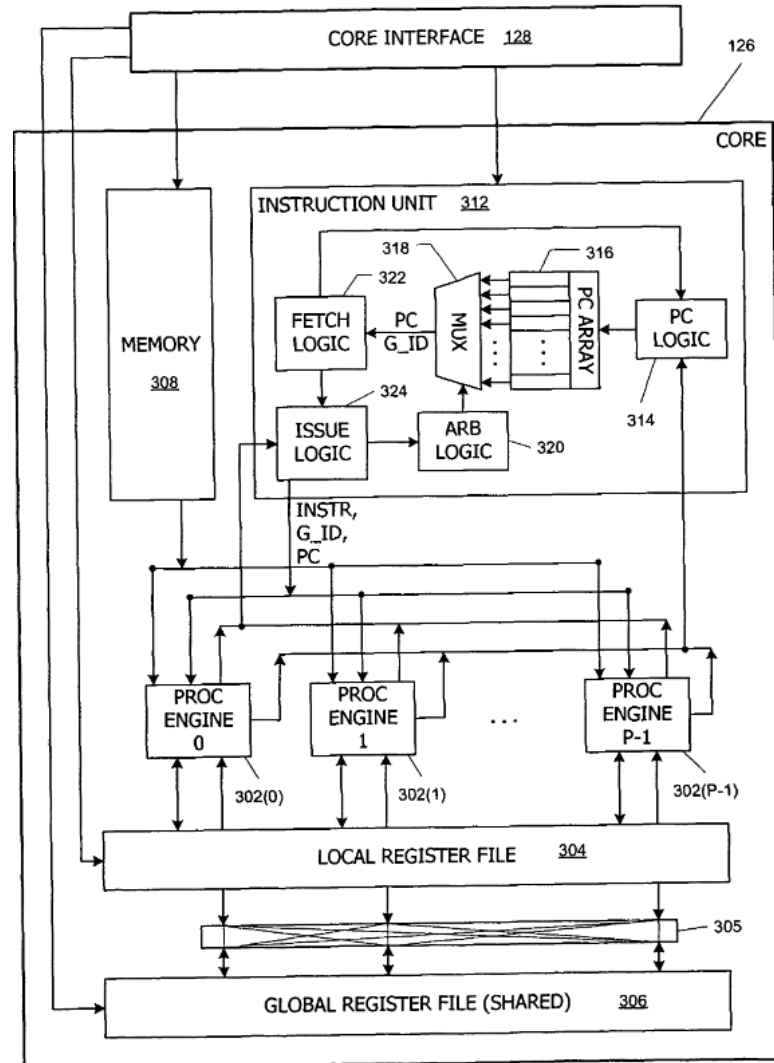 CORE INTERFACE 128
126
CORE
INSTRUCTION UNIT 312
318
316
322
FETCH LOGIC
PC
G_ID
MUX
PC ARRAY
PC LOGIC
MEMORY
308
324
314
ISSUE LOGIC
ARB LOGIC
320
INSTR,
G_ID,
PC
PROC ENGINE 0
PROC ENGINE 1
. . .
PROC ENGINE P-1
302(0)
302(1)
302(P-1)
LOCAL REGISTER FILE 304
305
GLOBAL REGISTER FILE (SHARED) 306